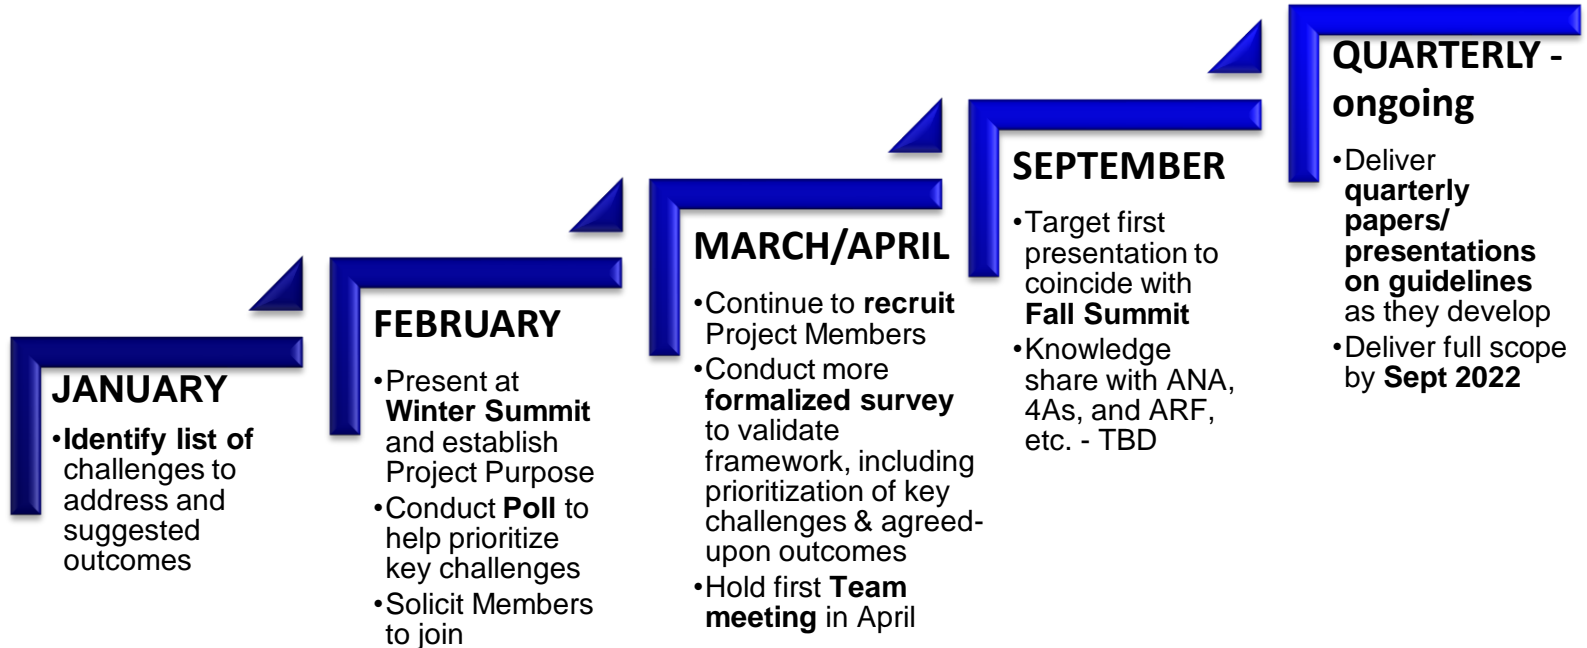 JANUARY
•Identify list of
challenges to
address and
suggested
outcomes
FEBRUARY
•Present at
Winter Summit
and establish
Project Purpose
•Conduct Poll to
help prioritize
key challenges
•Solicit Members
to join
MARCH/APRIL
•Continue to recruit
Project Members
•Conduct more
formalized survey
to validate
framework, including
prioritization of key
challenges & agreed-
upon outcomes
•Hold first Team
meeting in April
SEPTEMBER
•Target first
presentation to
coincide with
Fall Summit
•Knowledge
share with ANA,
4As, and ARF,
etc. - TBD
QUARTERLY -
ongoing
•Deliver
quarterly
papers/
presentations
on guidelines
as they develop
•Deliver full scope
by Sept 2022